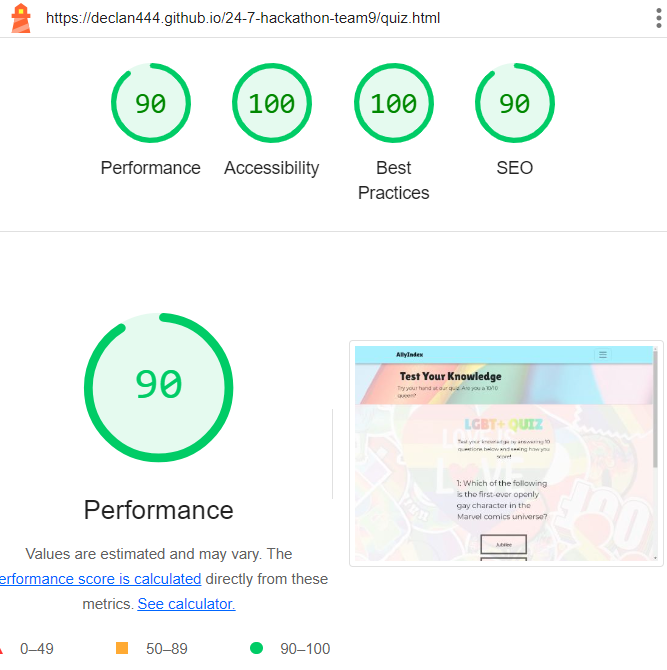 https://declan444.github.io/24-7-hackathon-team9/quiz.html
90
100
100
90
Performance
Accessibility
Best
Practices
SEO
90
Performance
Values are estimated and may vary. The
erformance score is calculated directly from these
metrics. See calculator.
0–49
50–89
90–100
AllyIndex
Test Your Knowledge
Try your hand at our quiz. Are you a 10/10
queen?
LGBT+ QUIZ
Test your knowledge by answering 10
questions below and seeing how you
score!
1: Which of the following
is the first-ever openly
gay character in the
Marvel comics universe?
Jubilee